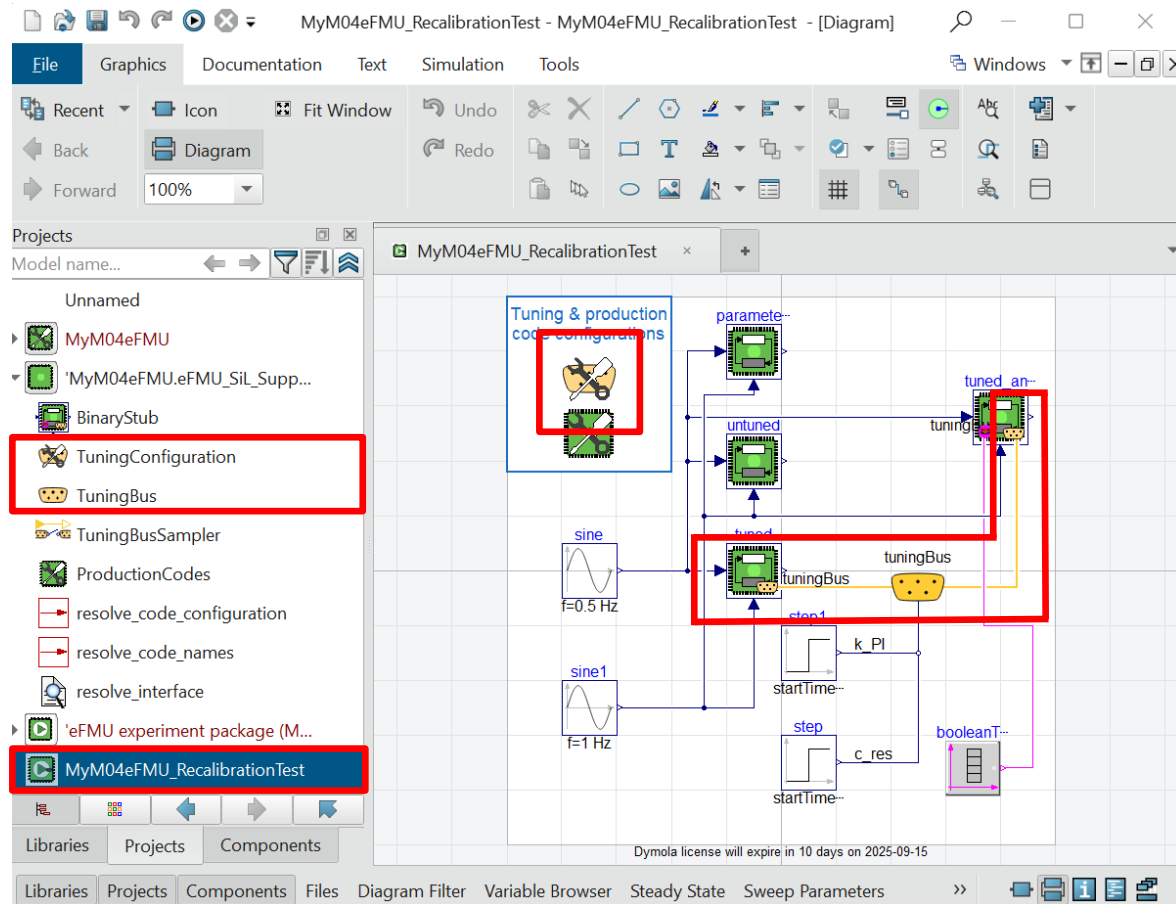 MyM04eFMU_RecalibrationTest - MyM04eFMU_RecalibrationTest - [Diagram]
File Graphics Documentation Text Simulation Tools Windows
Recent Icon Fit Window Undo
Back Diagram Redo
Forward 100%
Abc
Projects
Model name...
Unnamed
MyM04eFMU
'MyM04eFMU.eFMU_SiL_Supp...
BinaryStub
TuningConfiguration
TuningBus
TuningBusSampler
ProductionCodes
resolve_code_configuration
resolve_code_names
resolve_interface
'eFMU experiment package (M...
MyM04eFMU_RecalibrationTest
Libraries Projects Components
MyM04eFMU_RecalibrationTest
Tuning & production
code configurations
paramete...
tuned_an...
untuned
tuned
tuningBus
tuningBus
sine
f=0.5 Hz
step1
k_PI
startTime...
sine1
f=1 Hz
step
c_res
startTime...
booleanT...
Dymola license will expire in 10 days on 2025-09-15
Libraries Projects Components Files Diagram Filter Variable Browser Steady State Sweep Parameters